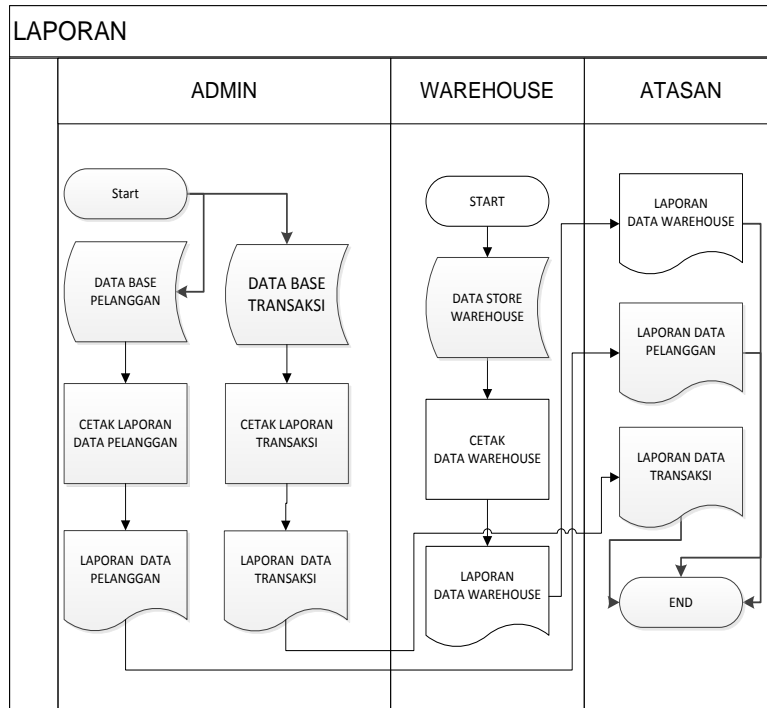 LAPORAN
ADMIN
WAREHOUSE
ATASAN
Start
DATA BASE
PELANGGAN
DATA BASE
TRANSAKSI
CETAK LAPORAN
DATA PELANGGAN
CETAK LAPORAN
TRANSAKSI
LAPORAN DATA
PELANGGAN
LAPORAN DATA
TRANSAKSI
START
DATA STORE
WAREHOUSE
CETAK
DATA WAREHOUSE
LAPORAN
DATA WAREHOUSE
LAPORAN
DATA WAREHOUSE
LAPORAN DATA
PELANGGAN
LAPORAN DATA
TRANSAKSI
END